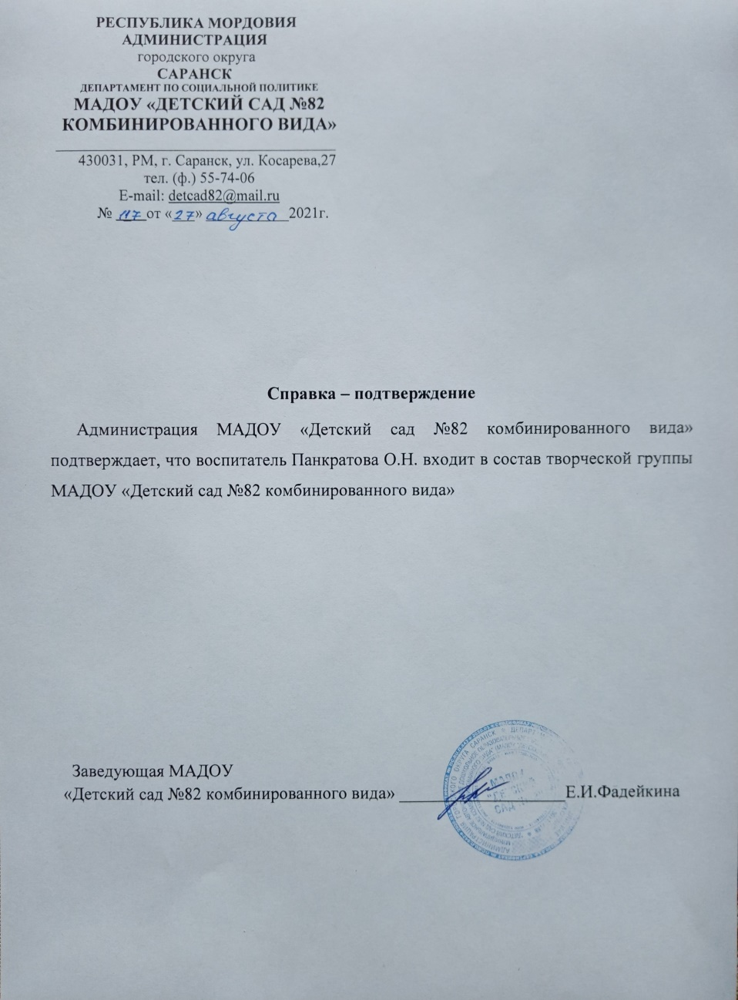 РЕСПУБЛИКА МОРДОВИЯ
АДМИНИСТРАЦИЯ
городского округа
САРАНСК
ДЕПАРТАМЕНТ ПО СОЦИАЛЬНОЙ ПОЛИТИКЕ
МАДОУ «ДЕТСКИЙ САД №82
КОМБИНИРОВАННОГО ВИДА»
430031, РМ, г. Саранск, ул. Косарева,27
тел. (ф.) 55-74-06
E-mail: detcad82@mail.ru
№ 117 от «27» августа 2021г.
Справка – подтверждение
Администрация МАДОУ «Детский сад №82 комбинированного вида»
подтверждает, что воспитатель Панкратова О.Н. входит в состав творческой группы
МАДОУ «Детский сад №82 комбинированного вида»
Заведующая МАДОУ
«Детский сад №82 комбинированного вида» Е.И.Фадейкина